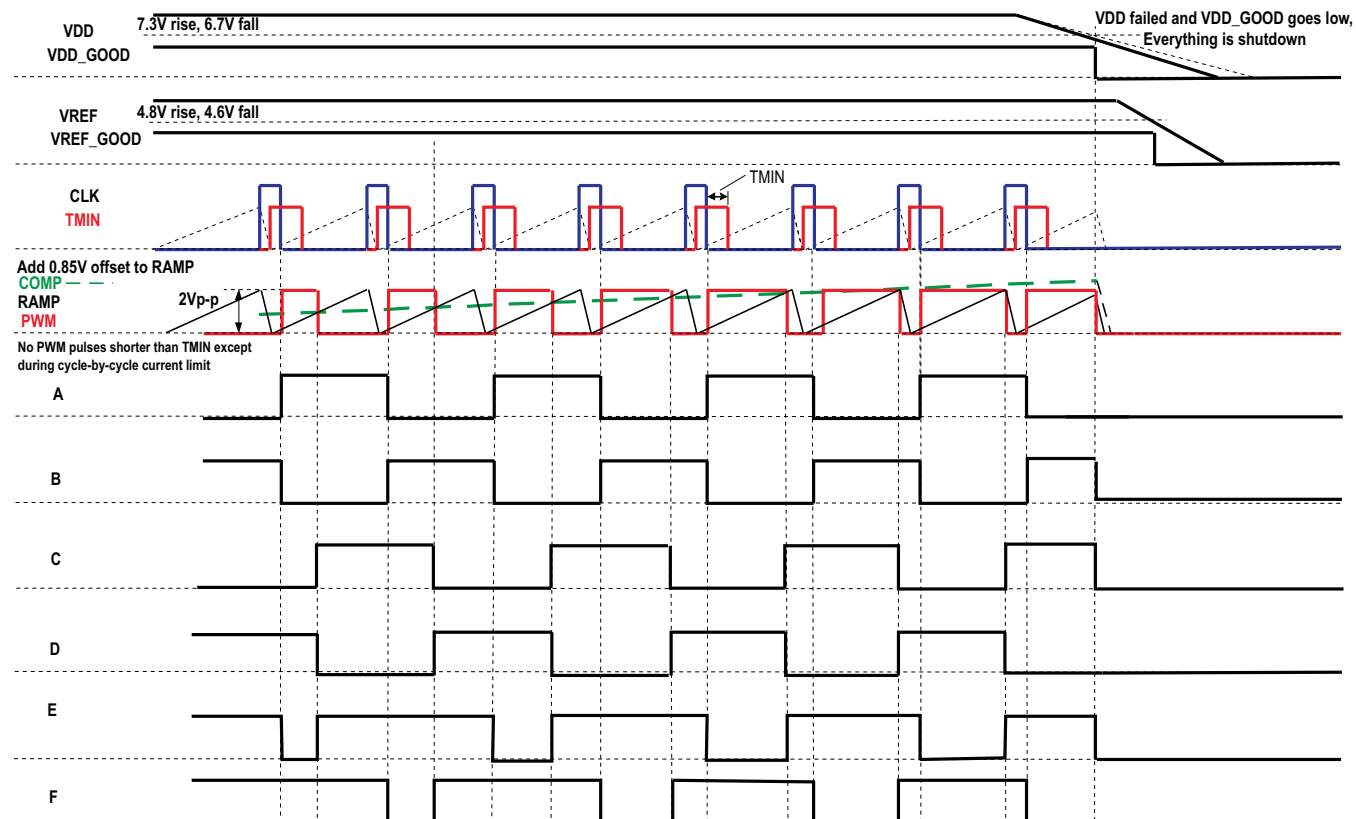 VDD
7.3V rise, 6.7V fall
VDD failed and VDD_GOOD goes low,
Everything is shutdown
VDD_GOOD
VREF
4.8V rise, 4.6V fall
VREF_GOOD
CLK
TMIN
TMIN
Add 0.85V offset to RAMP
COMP
RAMP
2Vp-p
PWM
No PWM pulses shorter than TMIN except
during cycle-by-cycle current limit
A
B
C
D
E
F